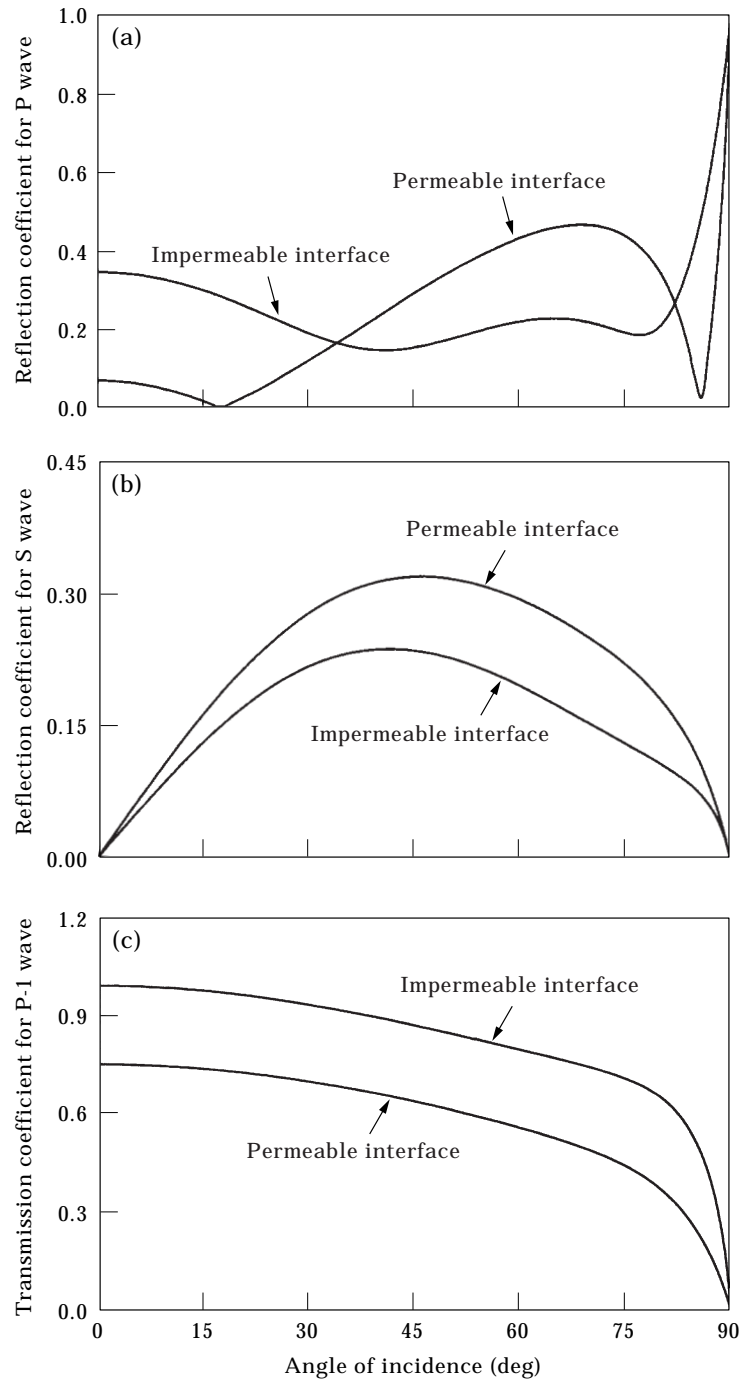 (a)
Reflection coefficient for P wave
1.0
0.8
0.6
0.4
0.2
0.0
Permeable interface
Impermeable interface
(b)
Reflection coefficient for S wave
0.45
0.30
0.15
0.00
Permeable interface
Impermeable interface
(c)
Transmission coefficient for P-1 wave
1.2
0.9
0.6
0.3
0.0
Impermeable interface
Permeable interface
0 15 30 45 60 75 90
Angle of incidence (deg)